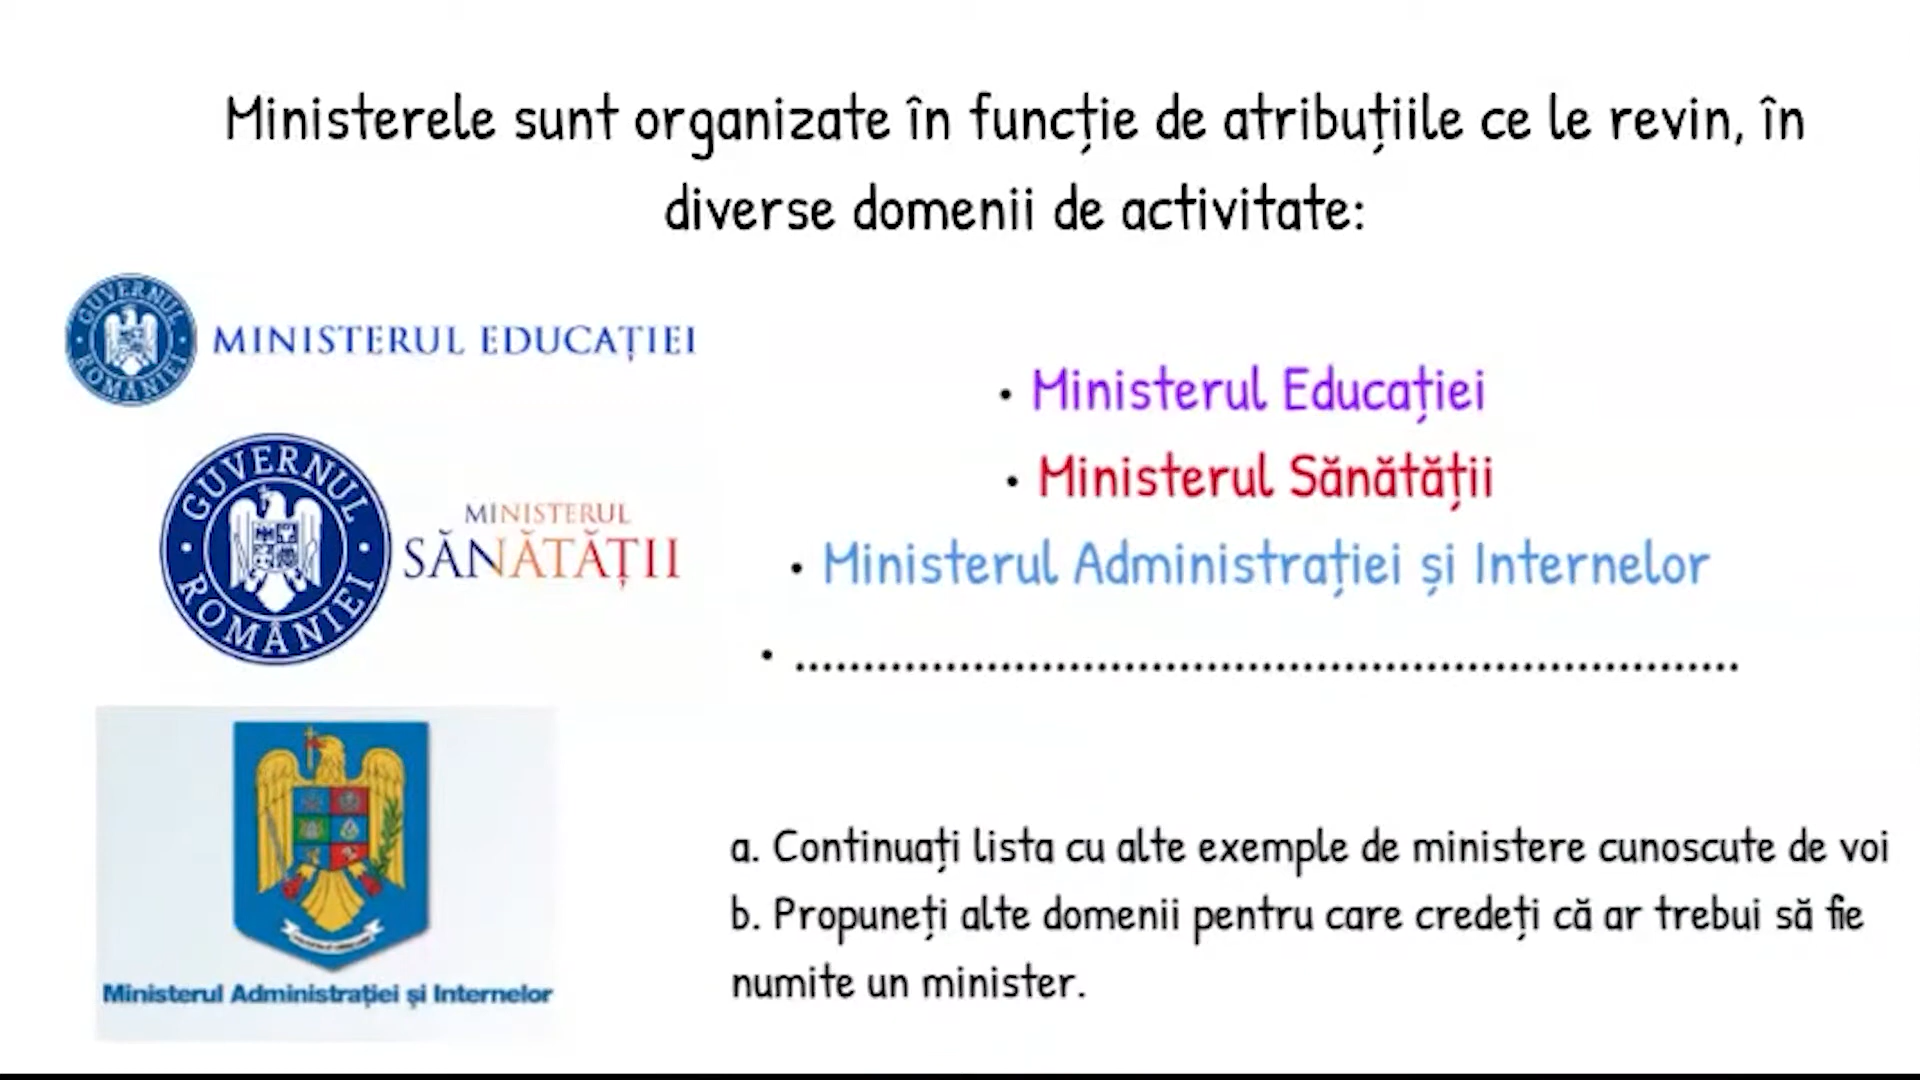 Ministerele sunt organizate în funcție de atribuțiile ce le revin, în
diverse domenii de activitate:
GUVERNUL ROMÂNIEI
MINISTERUL EDUCAȚIEI
GUVERNUL ROMÂNIEI
MINISTERUL
SĂNĂTĂȚII
Ministerul Administrației și Internelor
• Ministerul Educației
• Ministerul Sănătății
• Ministerul Administrației și Internelor
• ......................................................................
a. Continuați lista cu alte exemple de ministere cunoscute de voi
b. Propuneți alte domenii pentru care credeți că ar trebui să fie
numite un minister.